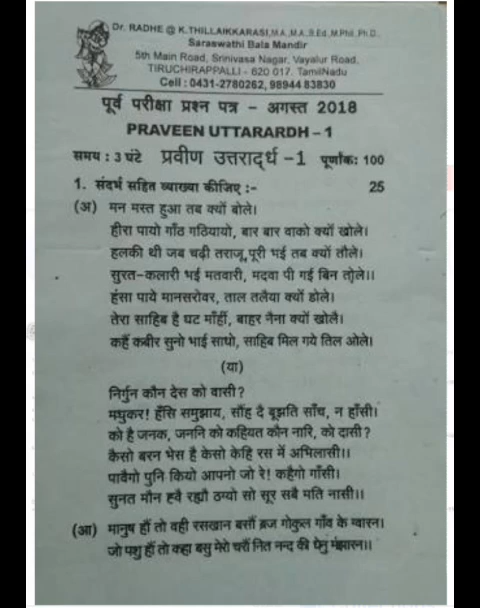 Dr. RADHE @ K.THILLAIKKARASI,M.A.,M.A.,B.Ed.,M.Phil.,Ph.D.,
Saraswathi Bala Mandir
5th Main Road, Srinivasa Nagar, Vayalur Road,
TIRUCHIRAPPALLI - 620 017. TamilNadu
Cell : 0431-2780262, 98944 83830
पूर्व परीक्षा प्रश्न पत्र - अगस्त 2018
PRAVEEN UTTARARDH – 1
समय : 3 घंटे प्रवीण उत्तरार्द्ध -1 पूर्णांक: 100
1. संदर्भ सहित व्याख्या कीजिए :- 25
(अ) मन मस्त हुआ तब क्यों बोले।
हीरा पायो गाँठ गठियायो, बार बार वाको क्यों खोले।
हलकी थी जब चढ़ी तराजू,पूरी भई तब क्यों तौले।
सुरत-कलारी भई मतवारी, मदवा पी गई बिन तोले।।
हंसा पाये मानसरोवर, ताल तलैया क्यों डोले।
तेरा साहिब है घट माँहीं, बाहर नैना क्यों खोलै।
कहैं कबीर सुनो भाई साधो, साहिब मिल गये तिल ओले।
(या)
निर्गुन कौन देस को वासी?
मधुकर! हँसि समुझाय, सौंह दै बूझति साँच, न हाँसी।
को है जनक, जननि को कहियत कौन नारि, को दासी?
कैसो बरन भेस है कैसो केहि रस में अभिलासी।।
पावैगो पुनि कियो आपनो जो रे! कहैगो गाँसी।
सुनत मौन ह्वै रह्यौ ठग्यो सो सूर सबै मति नासी।।
(आ) मानुष हौं तो वही रसखान बसौं ब्रज गोकुल गाँव के ग्वारन।
जो पशु हौं तो कहा बसु मेरो चरौं नित नन्द की धेनु मंझारन।।